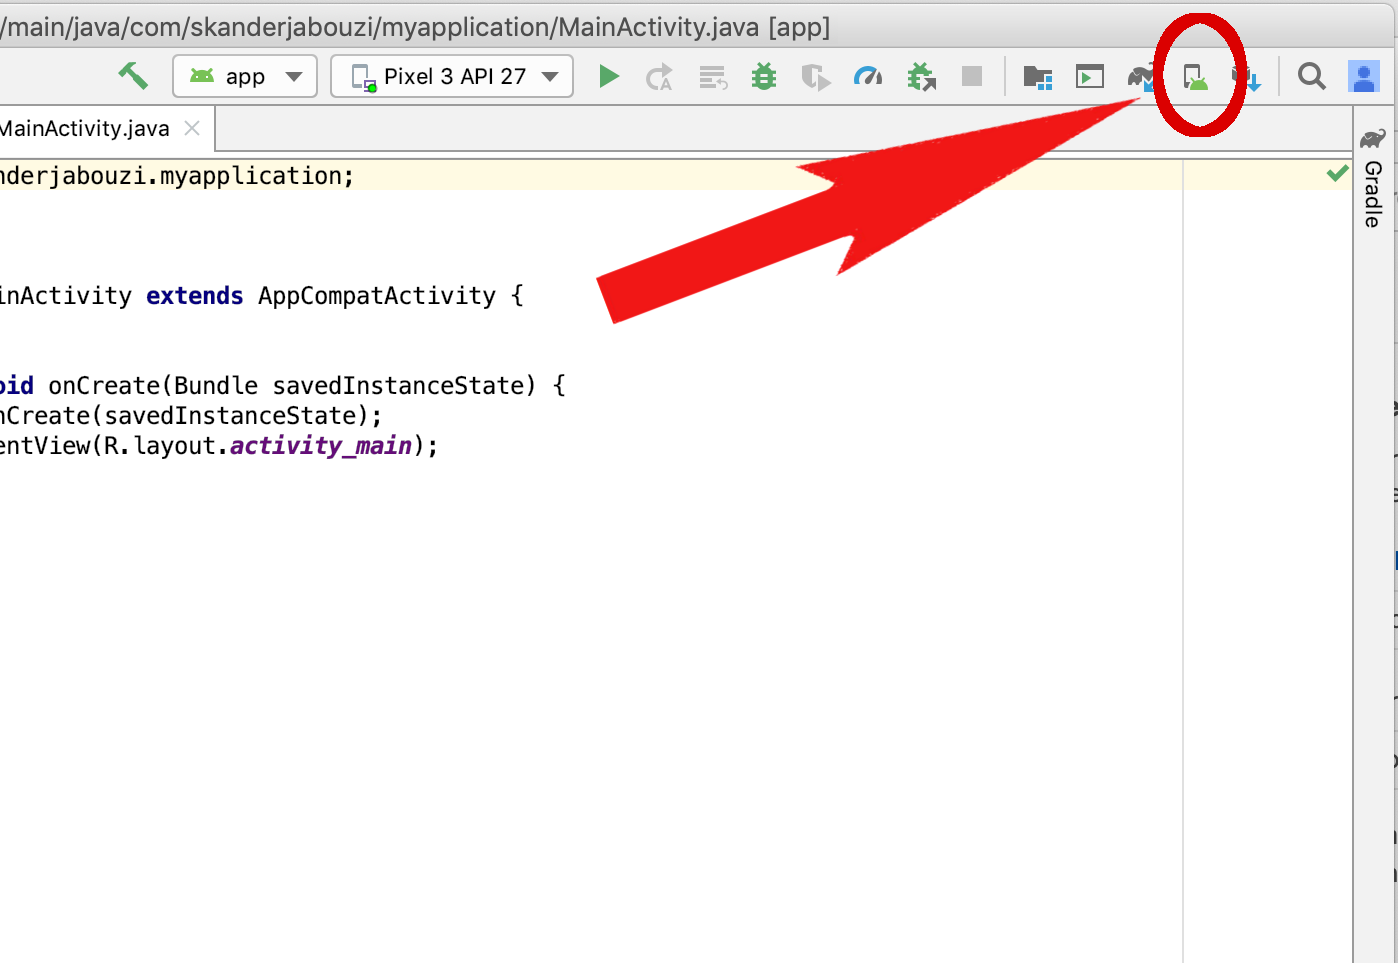 /main/java/com/skanderjabouzi/myapplication/MainActivity.java [app]
app
Pixel 3 API 27
MainActivity.java
nderjabouzi.myapplication;
Gradle
inActivity extends AppCompatActivity {
oid onCreate(Bundle savedInstanceState) {
nCreate(savedInstanceState);
entView(R.layout.activity_main);